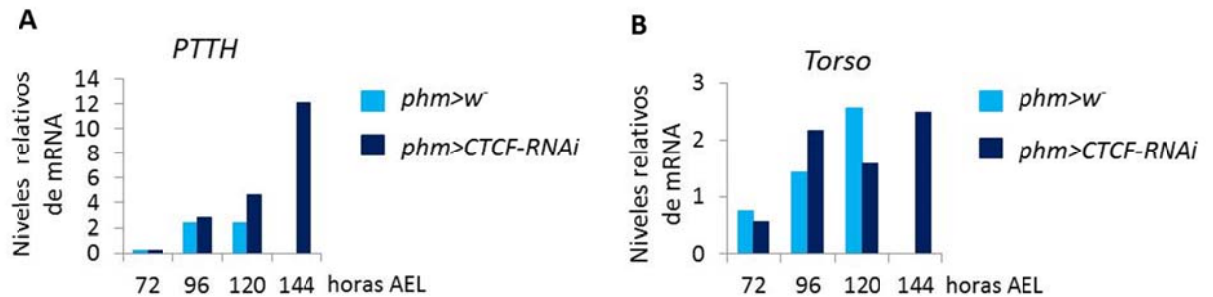 A
PTTH
Niveles relativos
de mRNA
14
12
10
8
6
4
2
0
72 96 120 144 horas AEL
phm>w⁻
phm>CTCF-RNAi
B
Torso
Niveles relativos
de mRNA
3
2
1
0
72 96 120 144 horas AEL
phm>w⁻
phm>CTCF-RNAi